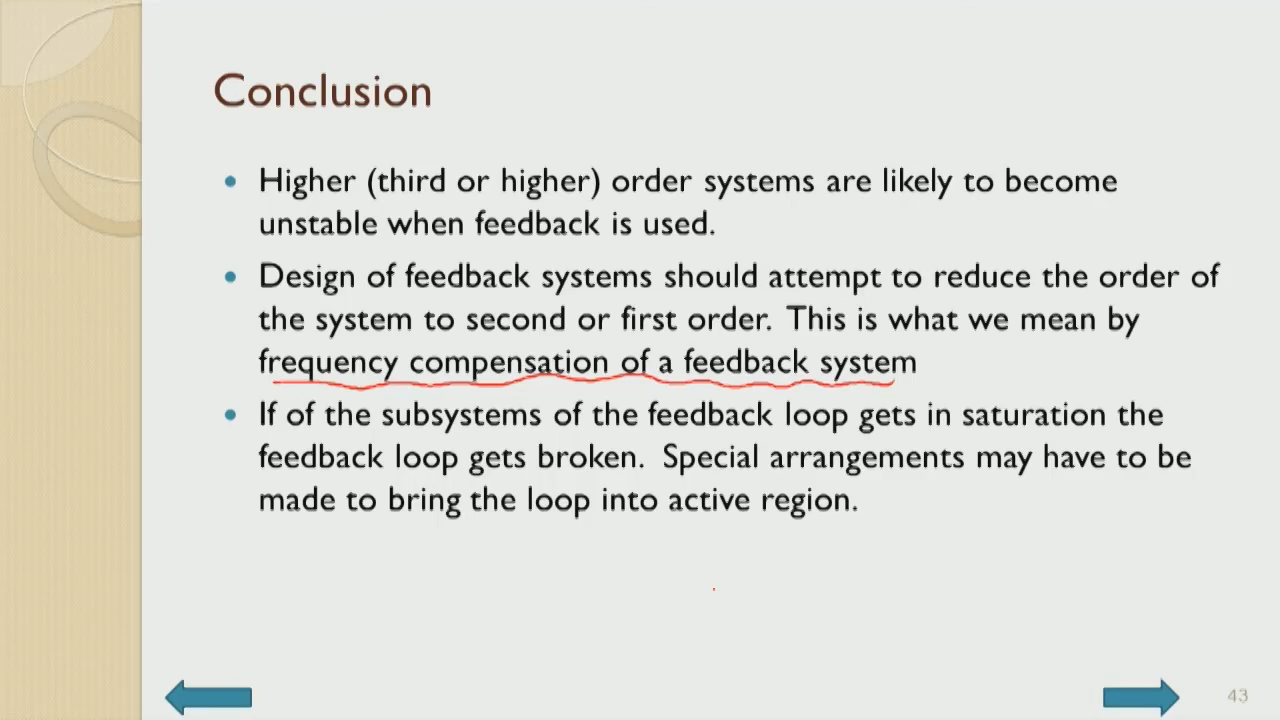 Conclusion
Higher (third or higher) order systems are likely to become
unstable when feedback is used.
Design of feedback systems should attempt to reduce the order of
the system to second or first order.  This is what we mean by
frequency compensation of a feedback system
If of the subsystems of the feedback loop gets in saturation the
feedback loop gets broken.  Special arrangements may have to be
made to bring the loop into active region.
43